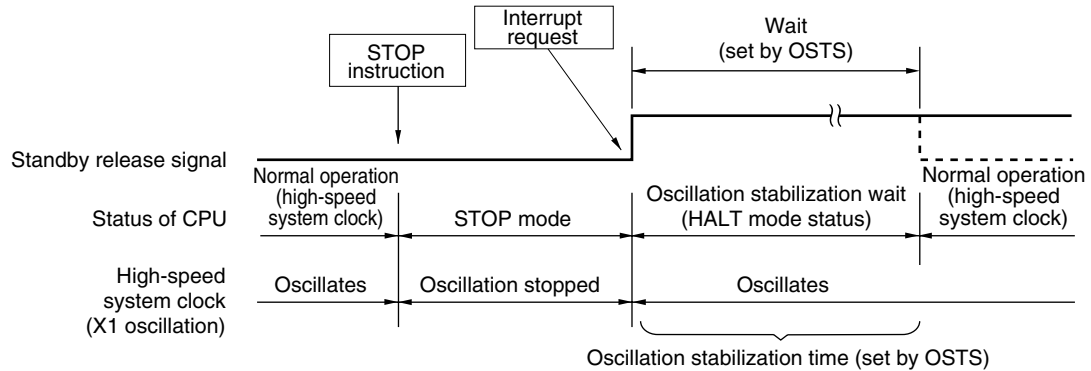 Interrupt
request
Wait
(set by OSTS)
STOP
instruction
Standby release signal
Normal operation
(high-speed
system clock)
Normal operation
(high-speed
system clock)
Status of CPU
STOP mode
Oscillation stabilization wait
(HALT mode status)
High-speed
system clock
(X1 oscillation)
Oscillates
Oscillation stopped
Oscillates
Oscillation stabilization time (set by OSTS)